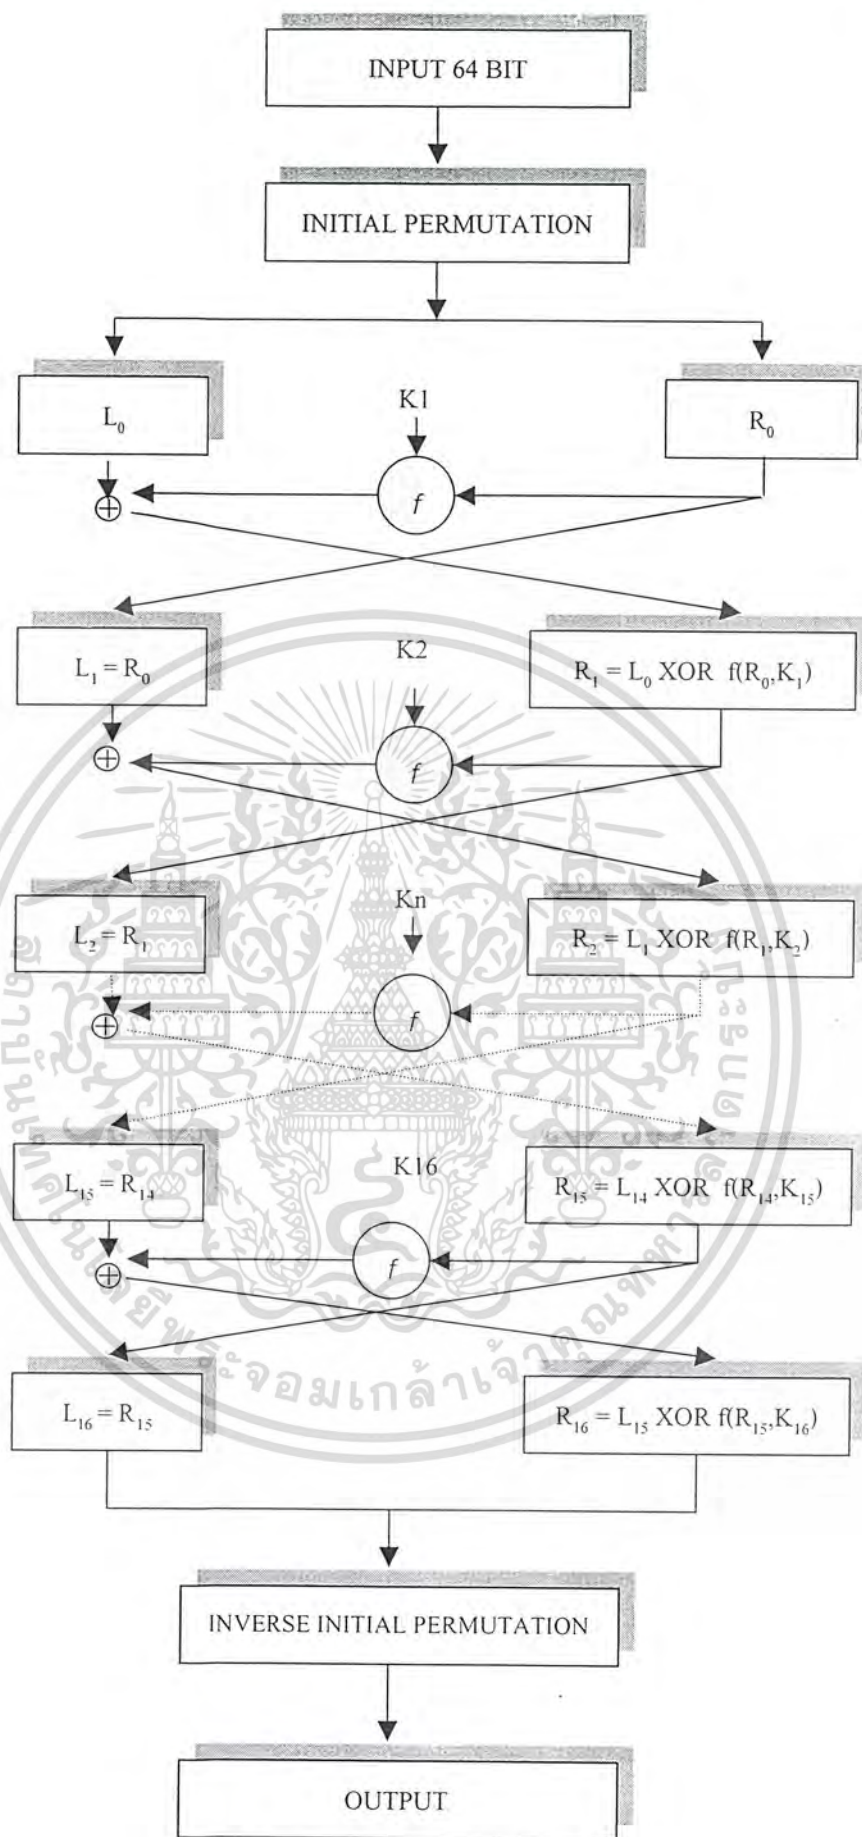 INPUT 64 BIT
INITIAL PERMUTATION
L₀
K1
R₀
f
L₁ = R₀
K2
R₁ = L₀ XOR f(R₀,K₁)
f
L₂ = R₁
Kn
R₂ = L₁ XOR f(R₁,K₂)
f
L₁₅ = R₁₄
K16
R₁₅ = L₁₄ XOR f(R₁₄,K₁₅)
f
L₁₆ = R₁₅
R₁₆ = L₁₅ XOR f(R₁₅,K₁₆)
พระจอมเกล้าเจ้าคุณทหาร
INVERSE INITIAL PERMUTATION
OUTPUT